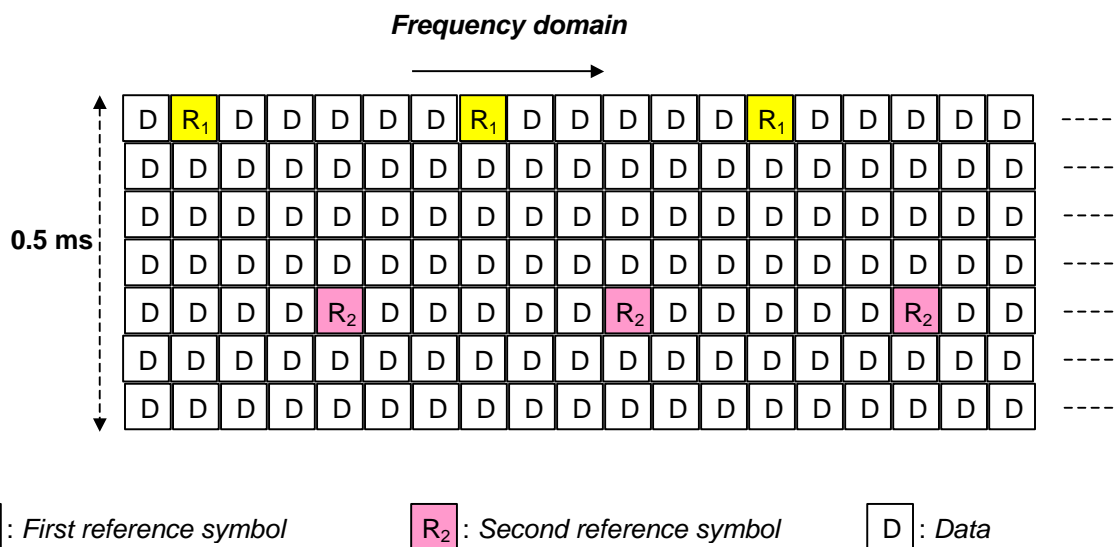 Frequency domain
D R₁ D D D D D R₁ D D D D D R₁ D D D D D
D D D D D D D D D D D D D D D D D D D
D D D D D D D D D D D D D D D D D D D
0.5 ms
D D D D D D D D D D D D D D D D D D D
D D D D R₂ D D D D D R₂ D D D D D R₂ D D
D D D D D D D D D D D D D D D D D D D
D D D D D D D D D D D D D D D D D D D
: First reference symbol R₂ : Second reference symbol D : Data